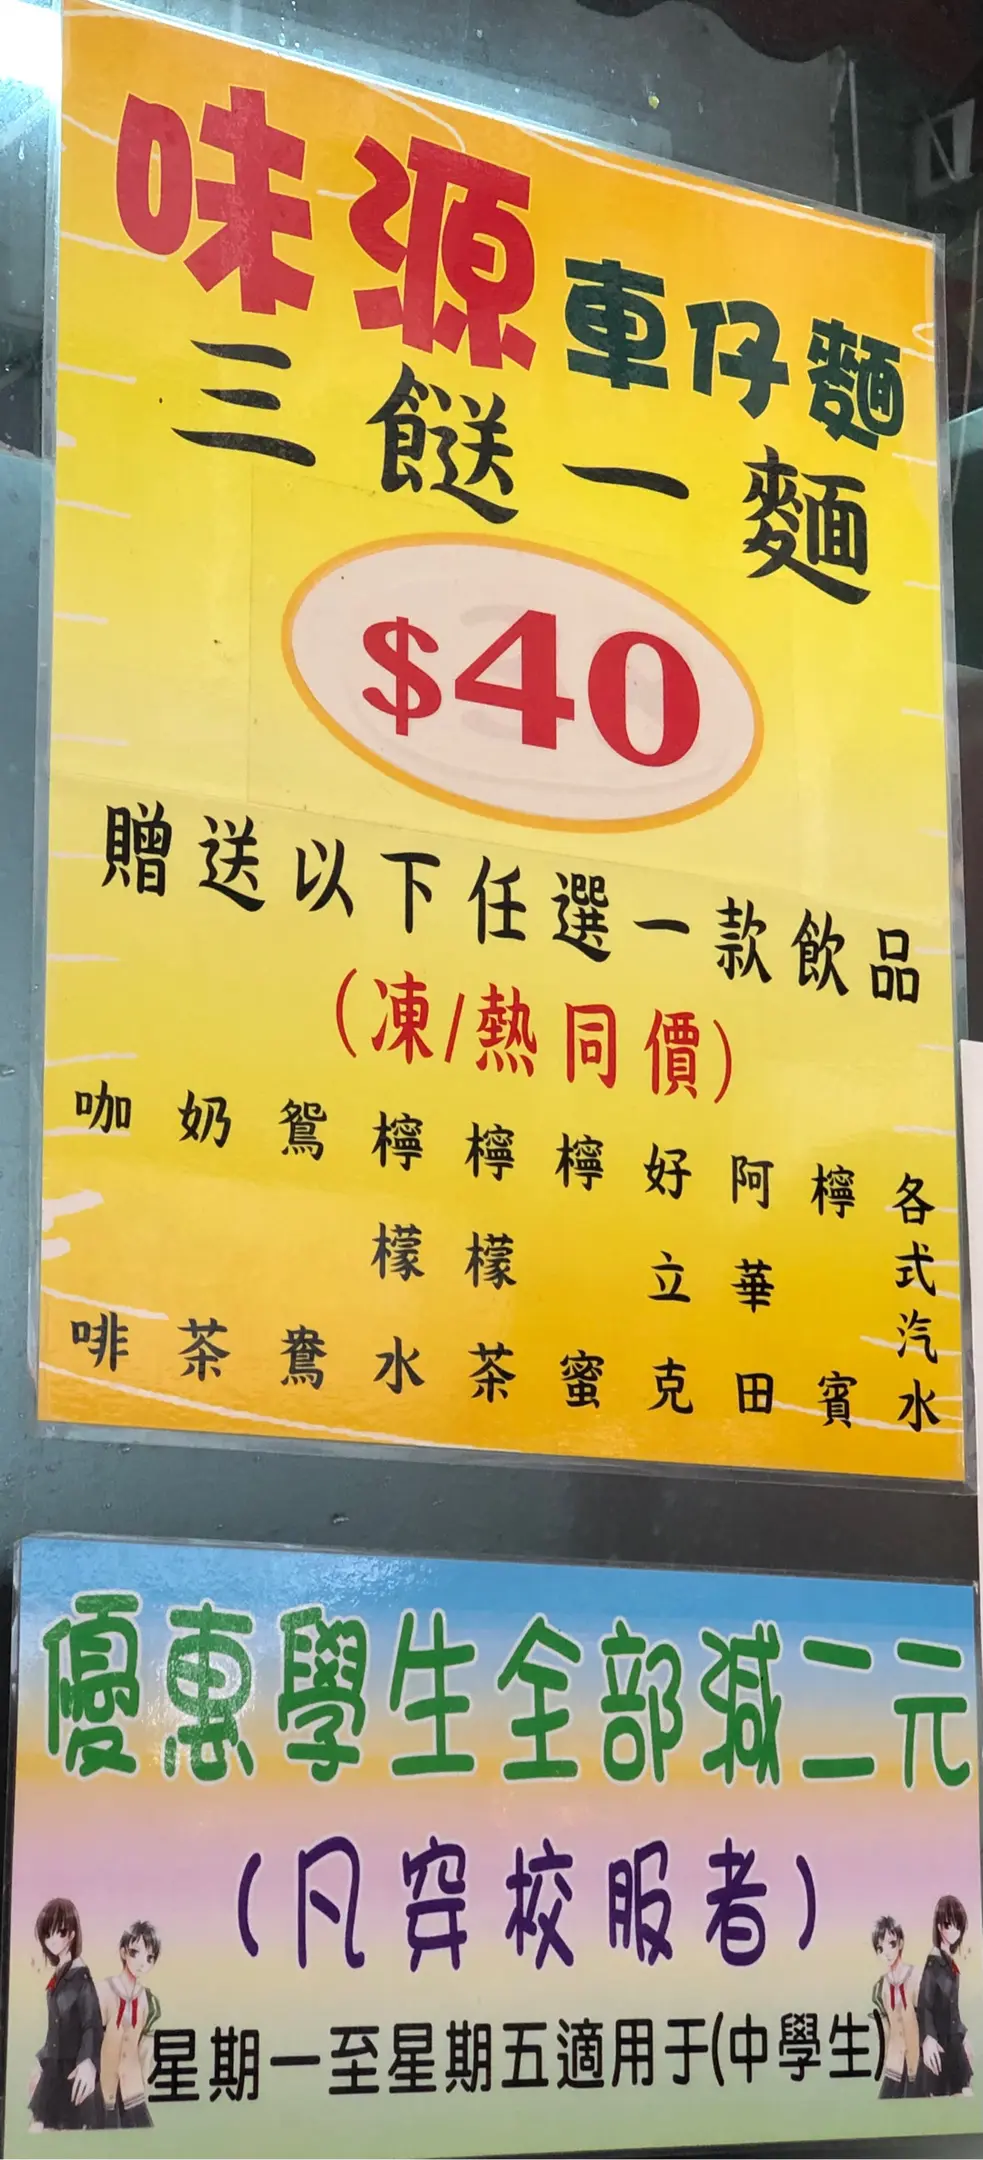 味源車仔麵
三餸一麵
$40
贈送以下任選一款飲品
(凍/熱同價)
咖啡
奶茶
鴛鴦
檸檬水
檸檬茶
檸蜜
好立克
阿華田
檸賓
各式汽水
優惠學生全部減二元
(凡穿校服者)
星期一至星期五適用于(中學生)